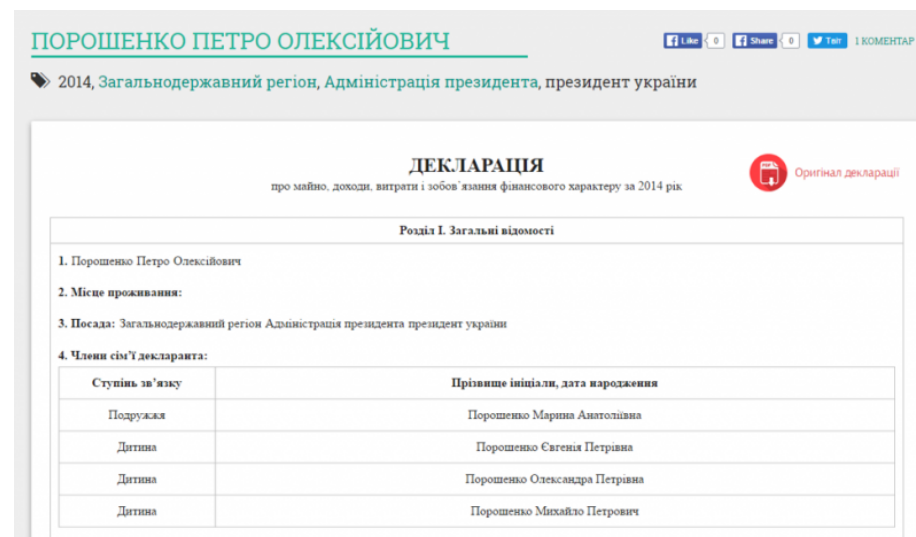 ПОРОШЕНКО ПЕТРО ОЛЕКСІЙОВИЧ
Like 0 Share 0 Твіт 1 КОМЕНТАР
2014, Загальнодержавний регіон, Адміністрація президента, президент україни
ДЕКЛАРАЦІЯ
про майно, доходи, витрати і зобов`язання фінансового характеру за 2014 рік
Оригінал декларації
Розділ I. Загальні відомості
1. Порошенко Петро Олексійович
2. Місце проживання:
3. Посада: Загальнодержавний регіон Адміністрація президента президент україни
4. Члени сім’ї декларанта:
Ступінь зв’язку Прізвище ініціали, дата народження
Подружжя Порошенко Марина Анатоліївна
Дитина Порошенко Євгенія Петрівна
Дитина Порошенко Олександра Петрівна
Дитина Порошенко Михайло Петрович